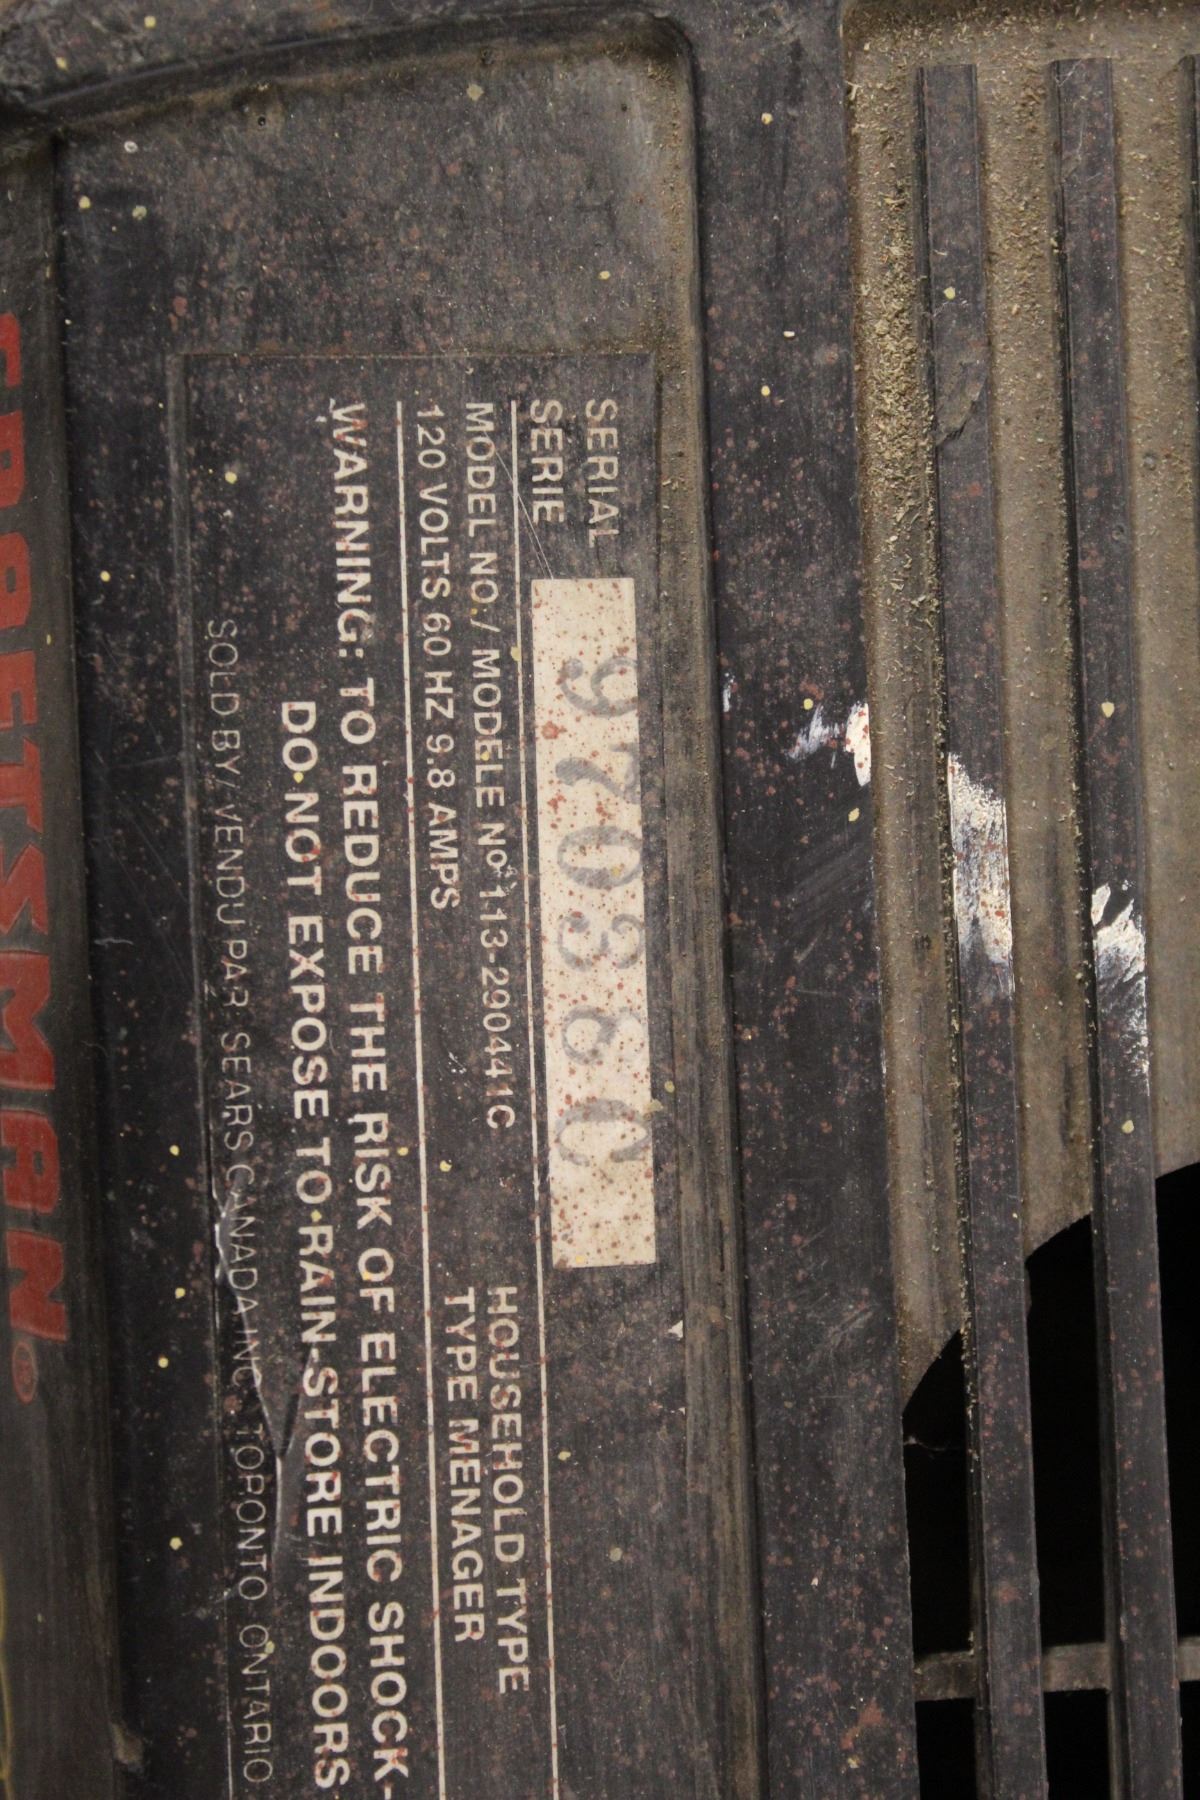 SERIAL
SERIE
MODEL NO./ MODELE Nº 113-290441C HOUSEHOLD TYPE
120 VOLTS 60 HZ 9.8 AMPS TYPE MENAGER
WARNING: TO REDUCE THE RISK OF ELECTRIC SHOCK-
DO NOT EXPOSE TO RAIN-STORE INDOORS
SOLD BY/ VENDU PAR SEARS CANADA INC. TORONTO ONTARIO
CRAFTSMAN®